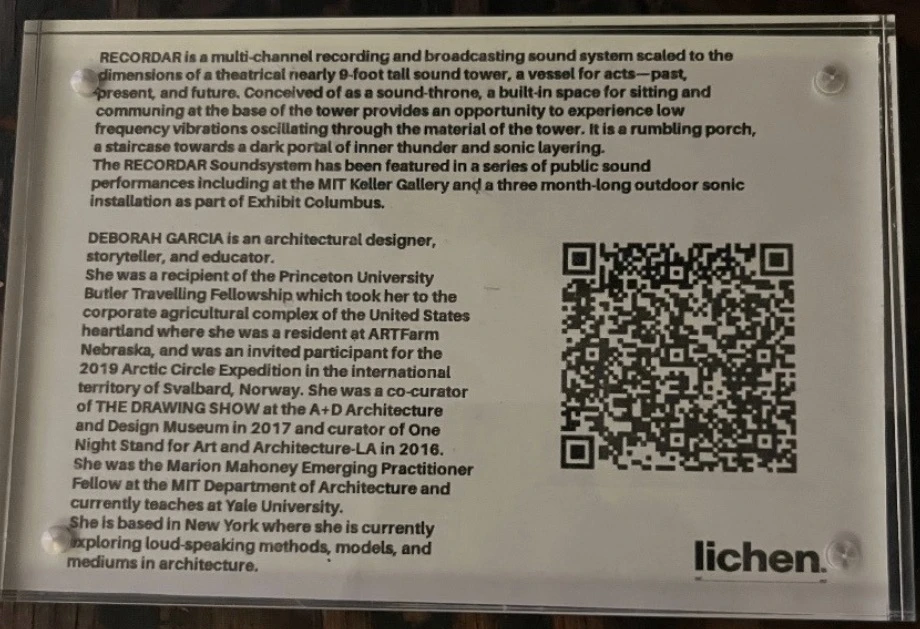 RECORDAR is a multi-channel recording and broadcasting sound system scaled to the
dimensions of a theatrical nearly 9-foot tall sound tower, a vessel for acts—past,
present, and future. Conceived of as a sound-throne, a built-in space for sitting and
communing at the base of the tower provides an opportunity to experience low
frequency vibrations oscillating through the material of the tower. It is a rumbling porch,
a staircase towards a dark portal of inner thunder and sonic layering.
The RECORDAR Soundsystem has been featured in a series of public sound
performances including at the MIT Keller Gallery and a three month-long outdoor sonic
installation as part of Exhibit Columbus.
DEBORAH GARCIA is an architectural designer,
storyteller, and educator.
She was a recipient of the Princeton University
Butler Travelling Fellowship which took her to the
corporate agricultural complex of the United States
heartland where she was a resident at ARTFarm
Nebraska, and was an invited participant for the
2019 Arctic Circle Expedition in the international
territory of Svalbard, Norway. She was a co-curator
of THE DRAWING SHOW at the A+D Architecture
and Design Museum in 2017 and curator of One
Night Stand for Art and Architecture-LA in 2016.
She was the Marion Mahoney Emerging Practitioner
Fellow at the MIT Department of Architecture and
currently teaches at Yale University.
She is based in New York where she is currently
exploring loud-speaking methods, models, and
mediums in architecture.
lichen.